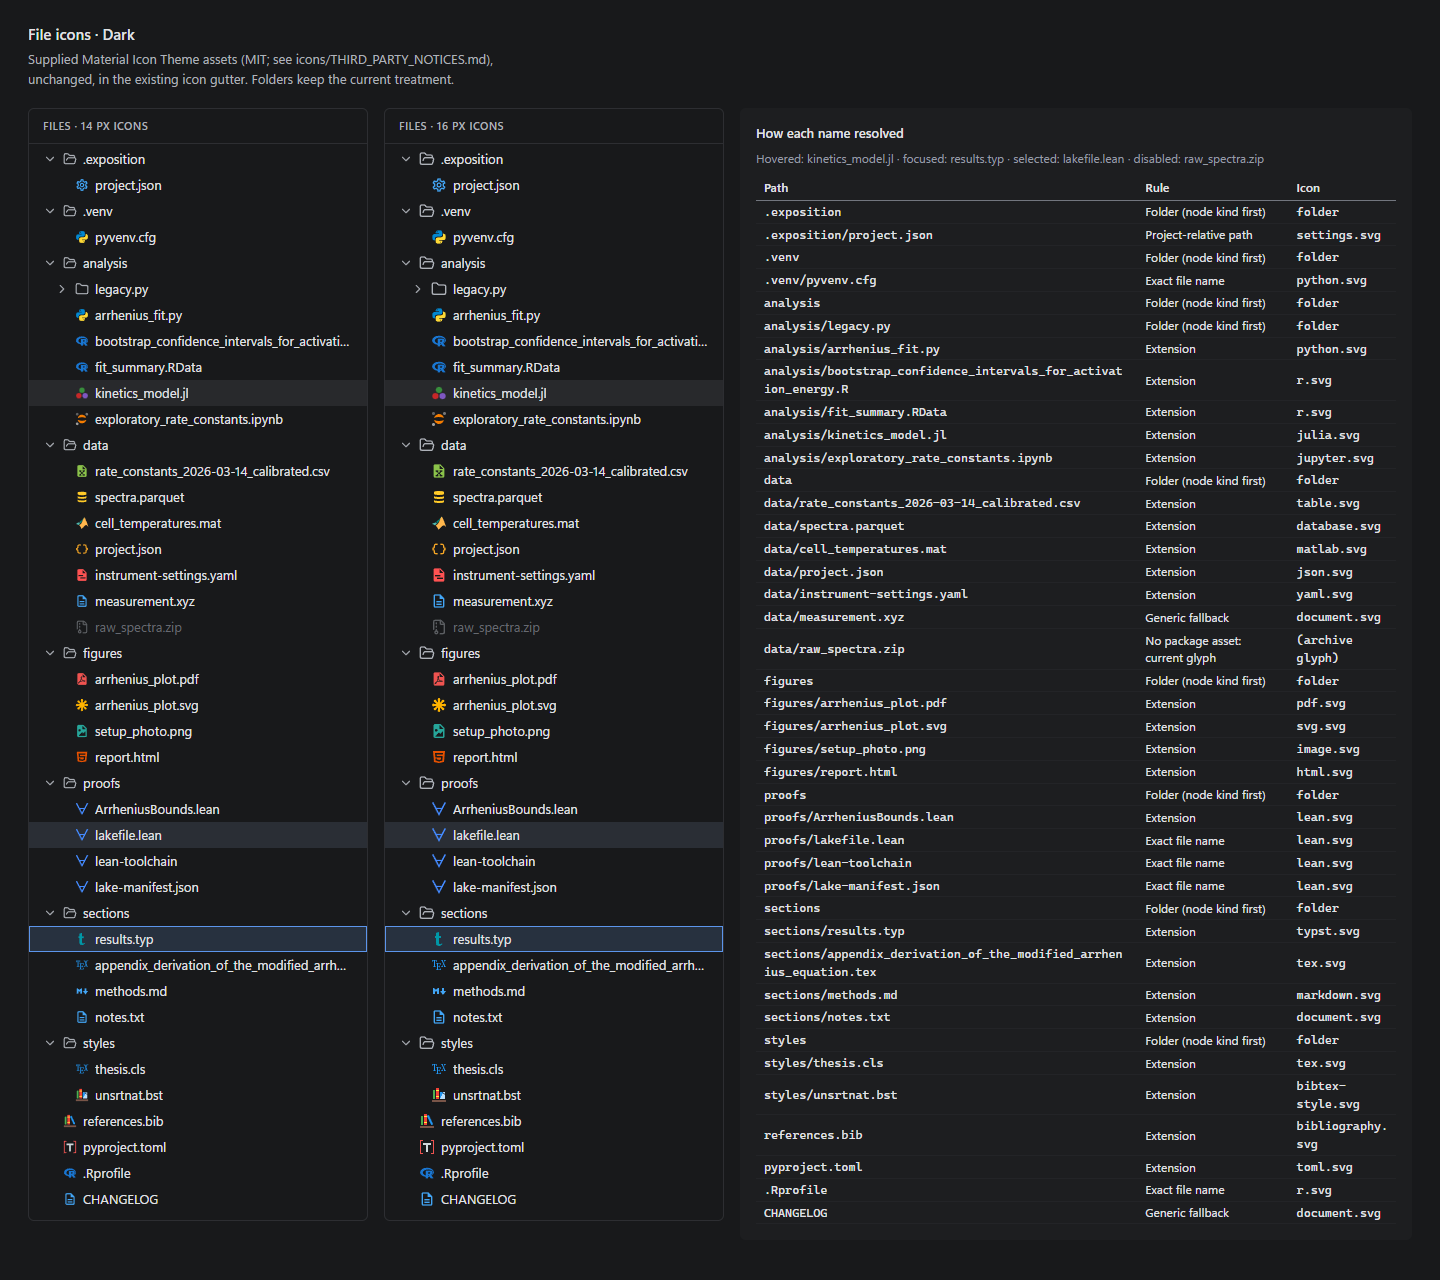 File icons · Dark
Supplied Material Icon Theme assets (MIT; see icons/THIRD_PARTY_NOTICES.md),
unchanged, in the existing icon gutter. Folders keep the current treatment.
FILES · 14 PX ICONS
.exposition
project.json
.venv
pyvenv.cfg
analysis
legacy.py
arrhenius_fit.py
bootstrap_confidence_intervals_for_activati...
fit_summary.RData
kinetics_model.jl
exploratory_rate_constants.ipynb
data
rate_constants_2026-03-14_calibrated.csv
spectra.parquet
cell_temperatures.mat
project.json
instrument-settings.yaml
measurement.xyz
raw_spectra.zip
figures
arrhenius_plot.pdf
arrhenius_plot.svg
setup_photo.png
report.html
proofs
ArrheniusBounds.lean
lakefile.lean
lean-toolchain
lake-manifest.json
sections
results.typ
appendix_derivation_of_the_modified_arrh...
methods.md
notes.txt
styles
thesis.cls
unsrtnat.bst
references.bib
pyproject.toml
.Rprofile
CHANGELOG
FILES · 16 PX ICONS
.exposition
project.json
.venv
pyvenv.cfg
analysis
legacy.py
arrhenius_fit.py
bootstrap_confidence_intervals_for_activati...
fit_summary.RData
kinetics_model.jl
exploratory_rate_constants.ipynb
data
rate_constants_2026-03-14_calibrated.csv
spectra.parquet
cell_temperatures.mat
project.json
instrument-settings.yaml
measurement.xyz
raw_spectra.zip
figures
arrhenius_plot.pdf
arrhenius_plot.svg
setup_photo.png
report.html
proofs
ArrheniusBounds.lean
lakefile.lean
lean-toolchain
lake-manifest.json
sections
results.typ
appendix_derivation_of_the_modified_arrh...
methods.md
notes.txt
styles
thesis.cls
unsrtnat.bst
references.bib
pyproject.toml
.Rprofile
CHANGELOG
How each name resolved
Hovered: kinetics_model.jl · focused: results.typ · selected: lakefile.lean · disabled: raw_spectra.zip
Path Rule Icon
.exposition Folder (node kind first) folder
.exposition/project.json Project-relative path settings.svg
.venv Folder (node kind first) folder
.venv/pyvenv.cfg Exact file name python.svg
analysis Folder (node kind first) folder
analysis/legacy.py Folder (node kind first) folder
analysis/arrhenius_fit.py Extension python.svg
analysis/bootstrap_confidence_intervals_for_activat
ion_energy.R Extension r.svg
analysis/fit_summary.RData Extension r.svg
analysis/kinetics_model.jl Extension julia.svg
analysis/exploratory_rate_constants.ipynb Extension jupyter.svg
data Folder (node kind first) folder
data/rate_constants_2026-03-14_calibrated.csv Extension table.svg
data/spectra.parquet Extension database.svg
data/cell_temperatures.mat Extension matlab.svg
data/project.json Extension json.svg
data/instrument-settings.yaml Extension yaml.svg
data/measurement.xyz Generic fallback document.svg
data/raw_spectra.zip No package asset: (archive
current glyph glyph)
figures Folder (node kind first) folder
figures/arrhenius_plot.pdf Extension pdf.svg
figures/arrhenius_plot.svg Extension svg.svg
figures/setup_photo.png Extension image.svg
figures/report.html Extension html.svg
proofs Folder (node kind first) folder
proofs/ArrheniusBounds.lean Extension lean.svg
proofs/lakefile.lean Exact file name lean.svg
proofs/lean-toolchain Exact file name lean.svg
proofs/lake-manifest.json Exact file name lean.svg
sections Folder (node kind first) folder
sections/results.typ Extension typst.svg
sections/appendix_derivation_of_the_modified_arrhen
ius_equation.tex Extension tex.svg
sections/methods.md Extension markdown.svg
sections/notes.txt Extension document.svg
styles Folder (node kind first) folder
styles/thesis.cls Extension tex.svg
styles/unsrtnat.bst Extension bibtex-
style.svg
references.bib Extension bibliography.
svg
pyproject.toml Extension toml.svg
.Rprofile Exact file name r.svg
CHANGELOG Generic fallback document.svg